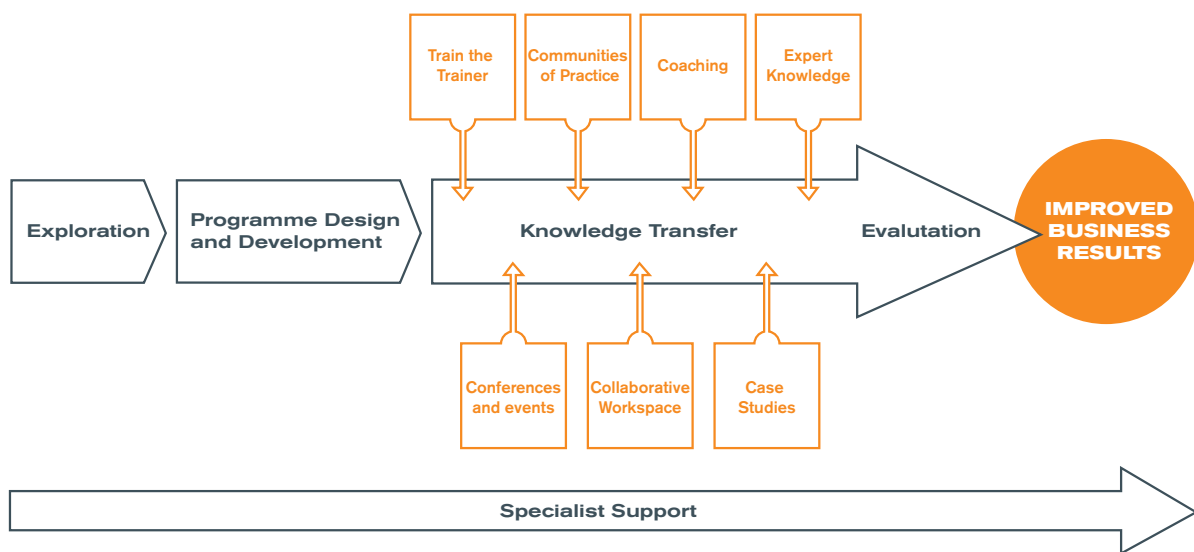 Train the
Trainer
Communities
of Practice
Coaching
Expert
Knowledge
Exploration
Programme Design
and Development
Knowledge Transfer
Evalutation
IMPROVED
BUSINESS
RESULTS
Conferences
and events
Collaborative
Workspace
Case
Studies
Specialist Support